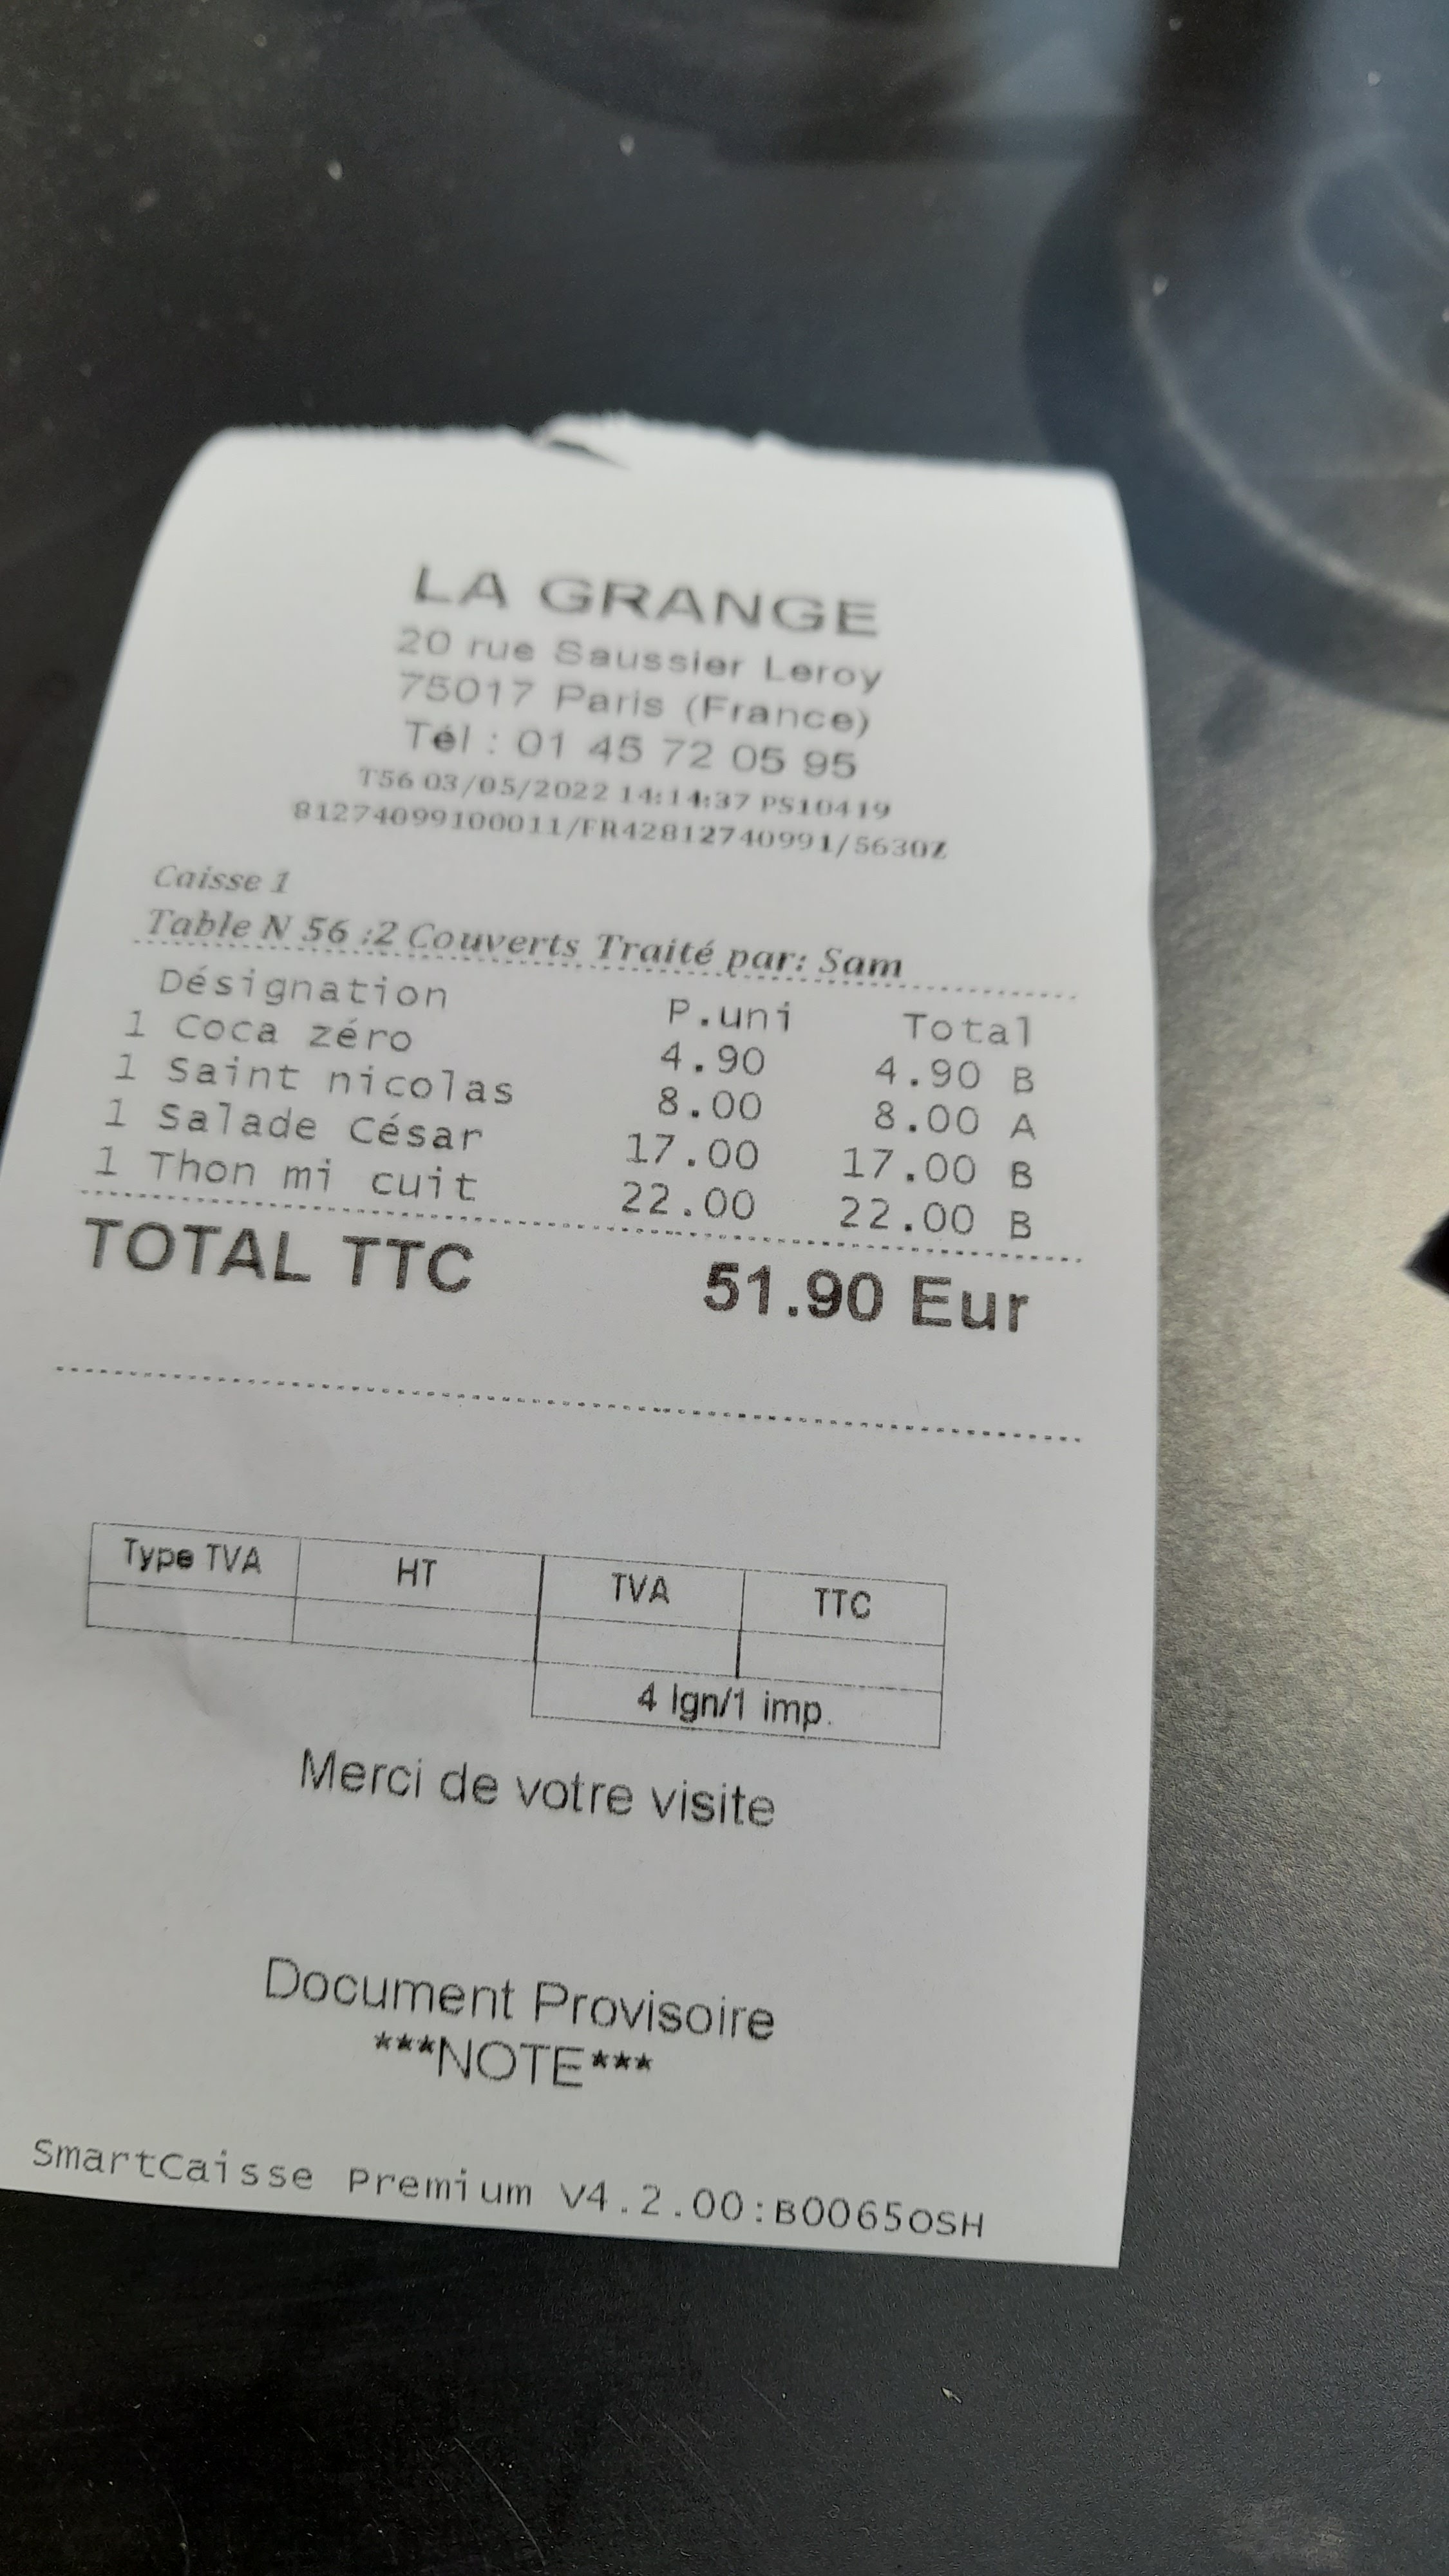 LA GRANGE
20 rue Saussier Leroy
75017 Paris (France)
Tél : 01 45 72 05 95
T56 03/05/2022 14:14:37 PS10419
81274099100011/FR42812740991/5630Z
Caisse 1
Table N 56 :2 Couverts Traité par: Sam
Désignation P.uni Total
1 Coca zéro 4.90 4.90 B
1 Saint nicolas 8.00 8.00 A
1 Salade César 17.00 17.00 B
1 Thon mi cuit 22.00 22.00 B
TOTAL TTC 51.90 Eur
Type TVA HT TVA TTC
4 lgn/1 imp.
Merci de votre visite
Document Provisoire
***NOTE***
SmartCaisse Premium V4.2.00:B0065OSH